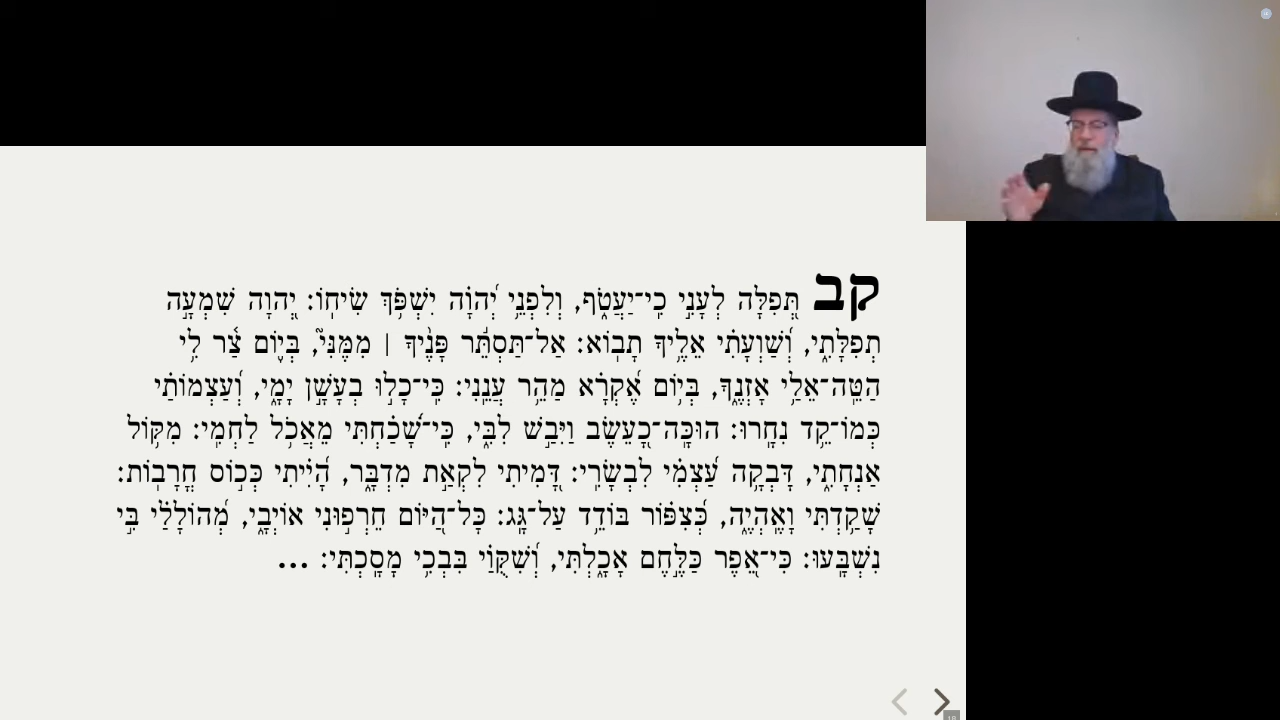 קב תְּפִלָּה לְעָנִי כִי־יַעֲטֹף, וְלִפְנֵי יְהוָה יִשְׁפֹּךְ שִׂיחוֹ: יְהוָה שִׁמְעָה
תְפִלָּתִי, וְשַׁוְעָתִי אֵלֶיךָ תָבוֹא: אַל־תַּסְתֵּר פָּנֶיךָ | מִמֶּנִּי, בְּיוֹם צַר לִי
הַטֵּה־אֵלַי אָזְנֶךָ, בְּיוֹם אֶקְרָא מַהֵר עֲנֵנִי: כִּי־כָלוּ בְעָשָׁן יָמָי, וְעַצְמוֹתַי
כְּמוֹ־קֵד נִחָרוּ: הוּכָּה־כָעֵשֶׂב וַיִּבַשׁ לִבִּי, כִּי־שָׁכַחְתִּי מֵאֲכֹל לַחְמִי: מִקּוֹל
אַנְחָתִי, דָּבְקָה עַצְמִי לִבְשָׂרִי: דָּמִיתִי לִקְאַת מִדְבָּר, הָיִיתִי כְּכוֹס חֳרָבוֹת:
שָׁקַדְתִּי וָאֶהְיֶה, כְּצִפּוֹר בּוֹדֵד עַל־גָּג: כָּל־הַיּוֹם חֵרְפוּנִי אוֹיְבָי, מְהוֹלָלַי בִּי
נִשְׁבָּעוּ: כִּי־אֵפֶר כַּלֶּחֶם אָכָלְתִּי, וְשִׁקֻּוַי בִּבְכִי מָסָכְתִּי: ...